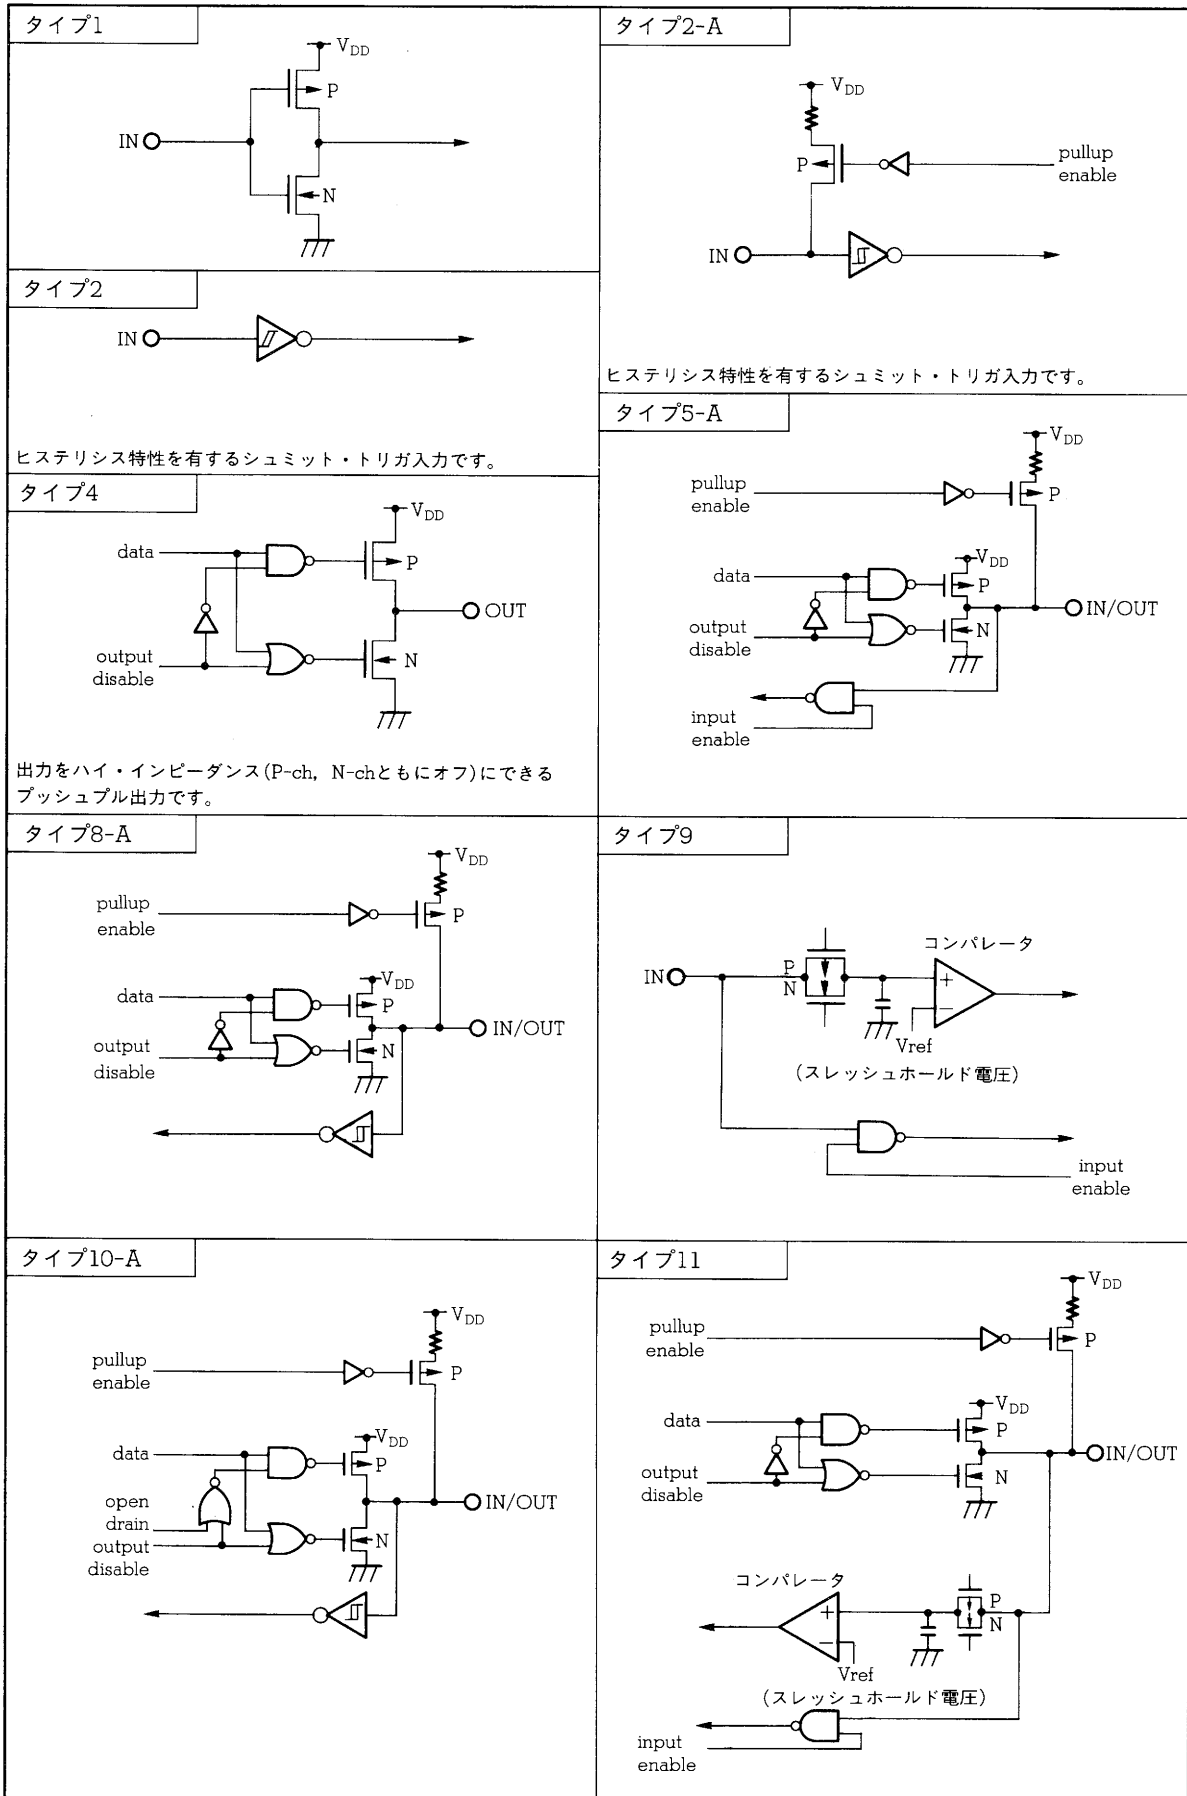 タイプ1
VDD
P
IN
N
タイプ2
IN
ヒステリシス特性を有するシュミット・トリガ入力です。
タイプ4
VDD
data
P
OUT
output
disable
N
出力をハイ・インピーダンス(P-ch, N-chともにオフ)にできる
プッシュプル出力です。
タイプ2-A
VDD
P
pullup
enable
IN
ヒステリシス特性を有するシュミット・トリガ入力です。
タイプ5-A
VDD
pullup
enable
P
VDD
data
P
IN/OUT
output
disable
N
input
enable
タイプ8-A
VDD
pullup
enable
P
VDD
data
P
IN/OUT
output
disable
N
タイプ9
コンパレータ
IN
P
N
+
−
Vref
(スレッシュホールド電圧)
input
enable
タイプ10-A
VDD
pullup
enable
P
VDD
data
P
open
drain
IN/OUT
output
disable
N
タイプ11
VDD
pullup
enable
P
VDD
data
P
IN/OUT
output
disable
N
コンパレータ
P
N
+
−
Vref
(スレッシュホールド電圧)
input
enable